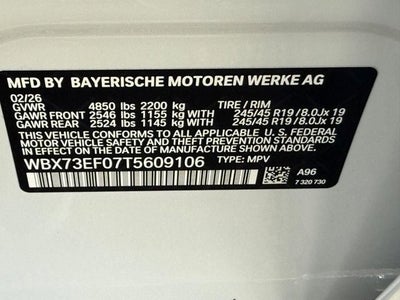 MFD BY BAYERISCHE MOTOREN WERKE AG
02/26
GVWR 4850 lbs 2200 kg TIRE / RIM
GAWR FRONT 2546 lbs 1155 kg WITH 245/45 R19 / 8.0Jx 19
GAWR REAR 2524 lbs 1145 kg WITH 245/45 R19 / 8.0Jx 19
THIS VEHICLE CONFORMS TO ALL APPLICABLE U. S. FEDERAL
MOTOR VEHICLE SAFETY AND THEFT PREVENTION STANDARDS
IN EFFECT ON THE DATE OF MANUFACTURE SHOWN ABOVE.
WBX73EF07T5609106 TYPE: MPV
A96
7 320 730